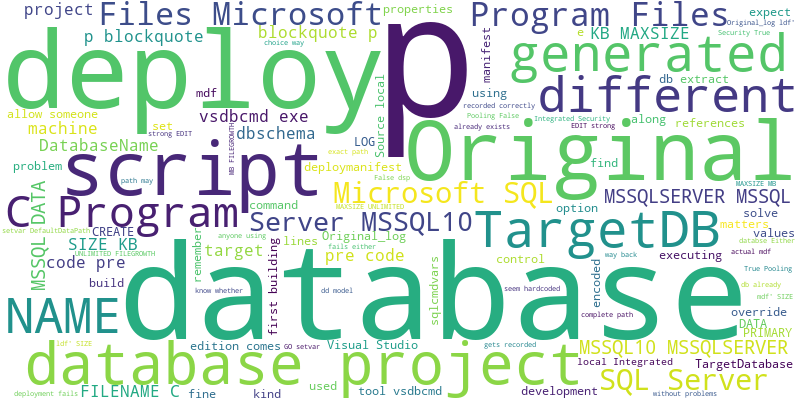 project
Files Microsoft
properties
Program Files
expect
Original_log ldf'
p blockquote
blockquote p
choice way
e
KB MAXSIZE
Security True
deploy
p
generated
mdf
vsdbcmd exe
Source local
manifest
db
extract
different
allow someone
set
using
recorded correctly
Pooling False
Integrated Security
along
machine
strong EDIT
dbschema
already exists
EDIT strong
references
DatabaseName
MB FILEGROWTH
LOG
exact path
Original
find
problem
script
path may
deploymanifest
False dsp
MAXSIZE MB
MSSQL DATA
C Program
command
Microsoft SQL
MSSQLSERVER MSSQL
MAXSIZE UNLIMITED
option
setvar DefaultDataPath
CREATE
anyone using
Server MSSQL10
TargetDB
solve
databse Either
SIZE KB
UNLIMITED FILEGROWTH
target
lines
Original_log
fails either
matters
values
way back
code pre
remember
pre code
control
executing
actual mdf
build
database
sqlcmdvars
encoded
True Pooling
know whether
first building
dd model
seem hardcoded
db already
mdf' SIZE
NAME
complete path
override
DATA
GO setvar
PRIMARY
ldf' SIZE
edition comes
Visual Studio
gets recorded
MSSQL10 MSSQLSERVER
database project
local Integrated
TargetDatabase
deployment fails
FILENAME C
fine
kind
used
tool vsdbcmd
development
SQL Server
without problems